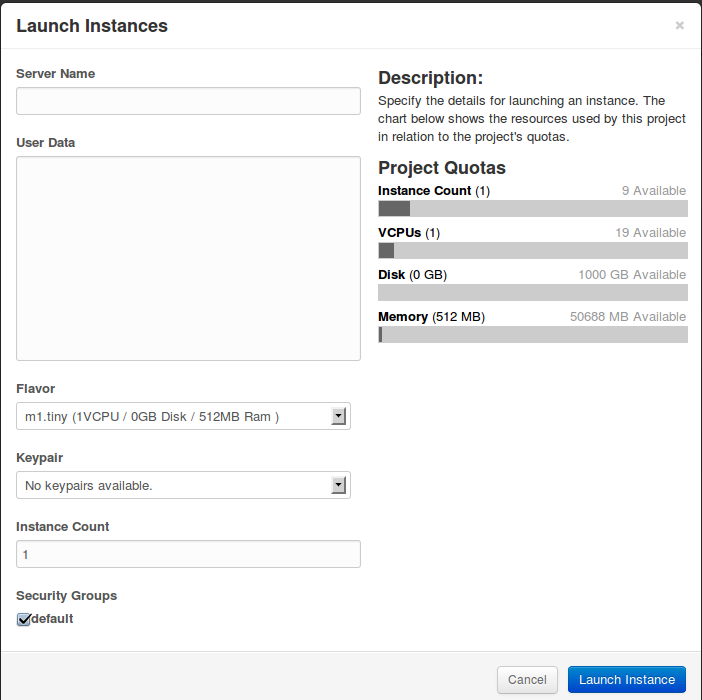 Launch Instances
×
Server Name
User Data
Flavor
m1.tiny (1VCPU / 0GB Disk / 512MB Ram )
Keypair
No keypairs available.
Instance Count
1
Security Groups
default
Description:
Specify the details for launching an instance. The
chart below shows the resources used by this project
in relation to the project's quotas.
Project Quotas
Instance Count (1) 9 Available
VCPUs (1) 19 Available
Disk (0 GB) 1000 GB Available
Memory (512 MB) 50688 MB Available
Cancel Launch Instance